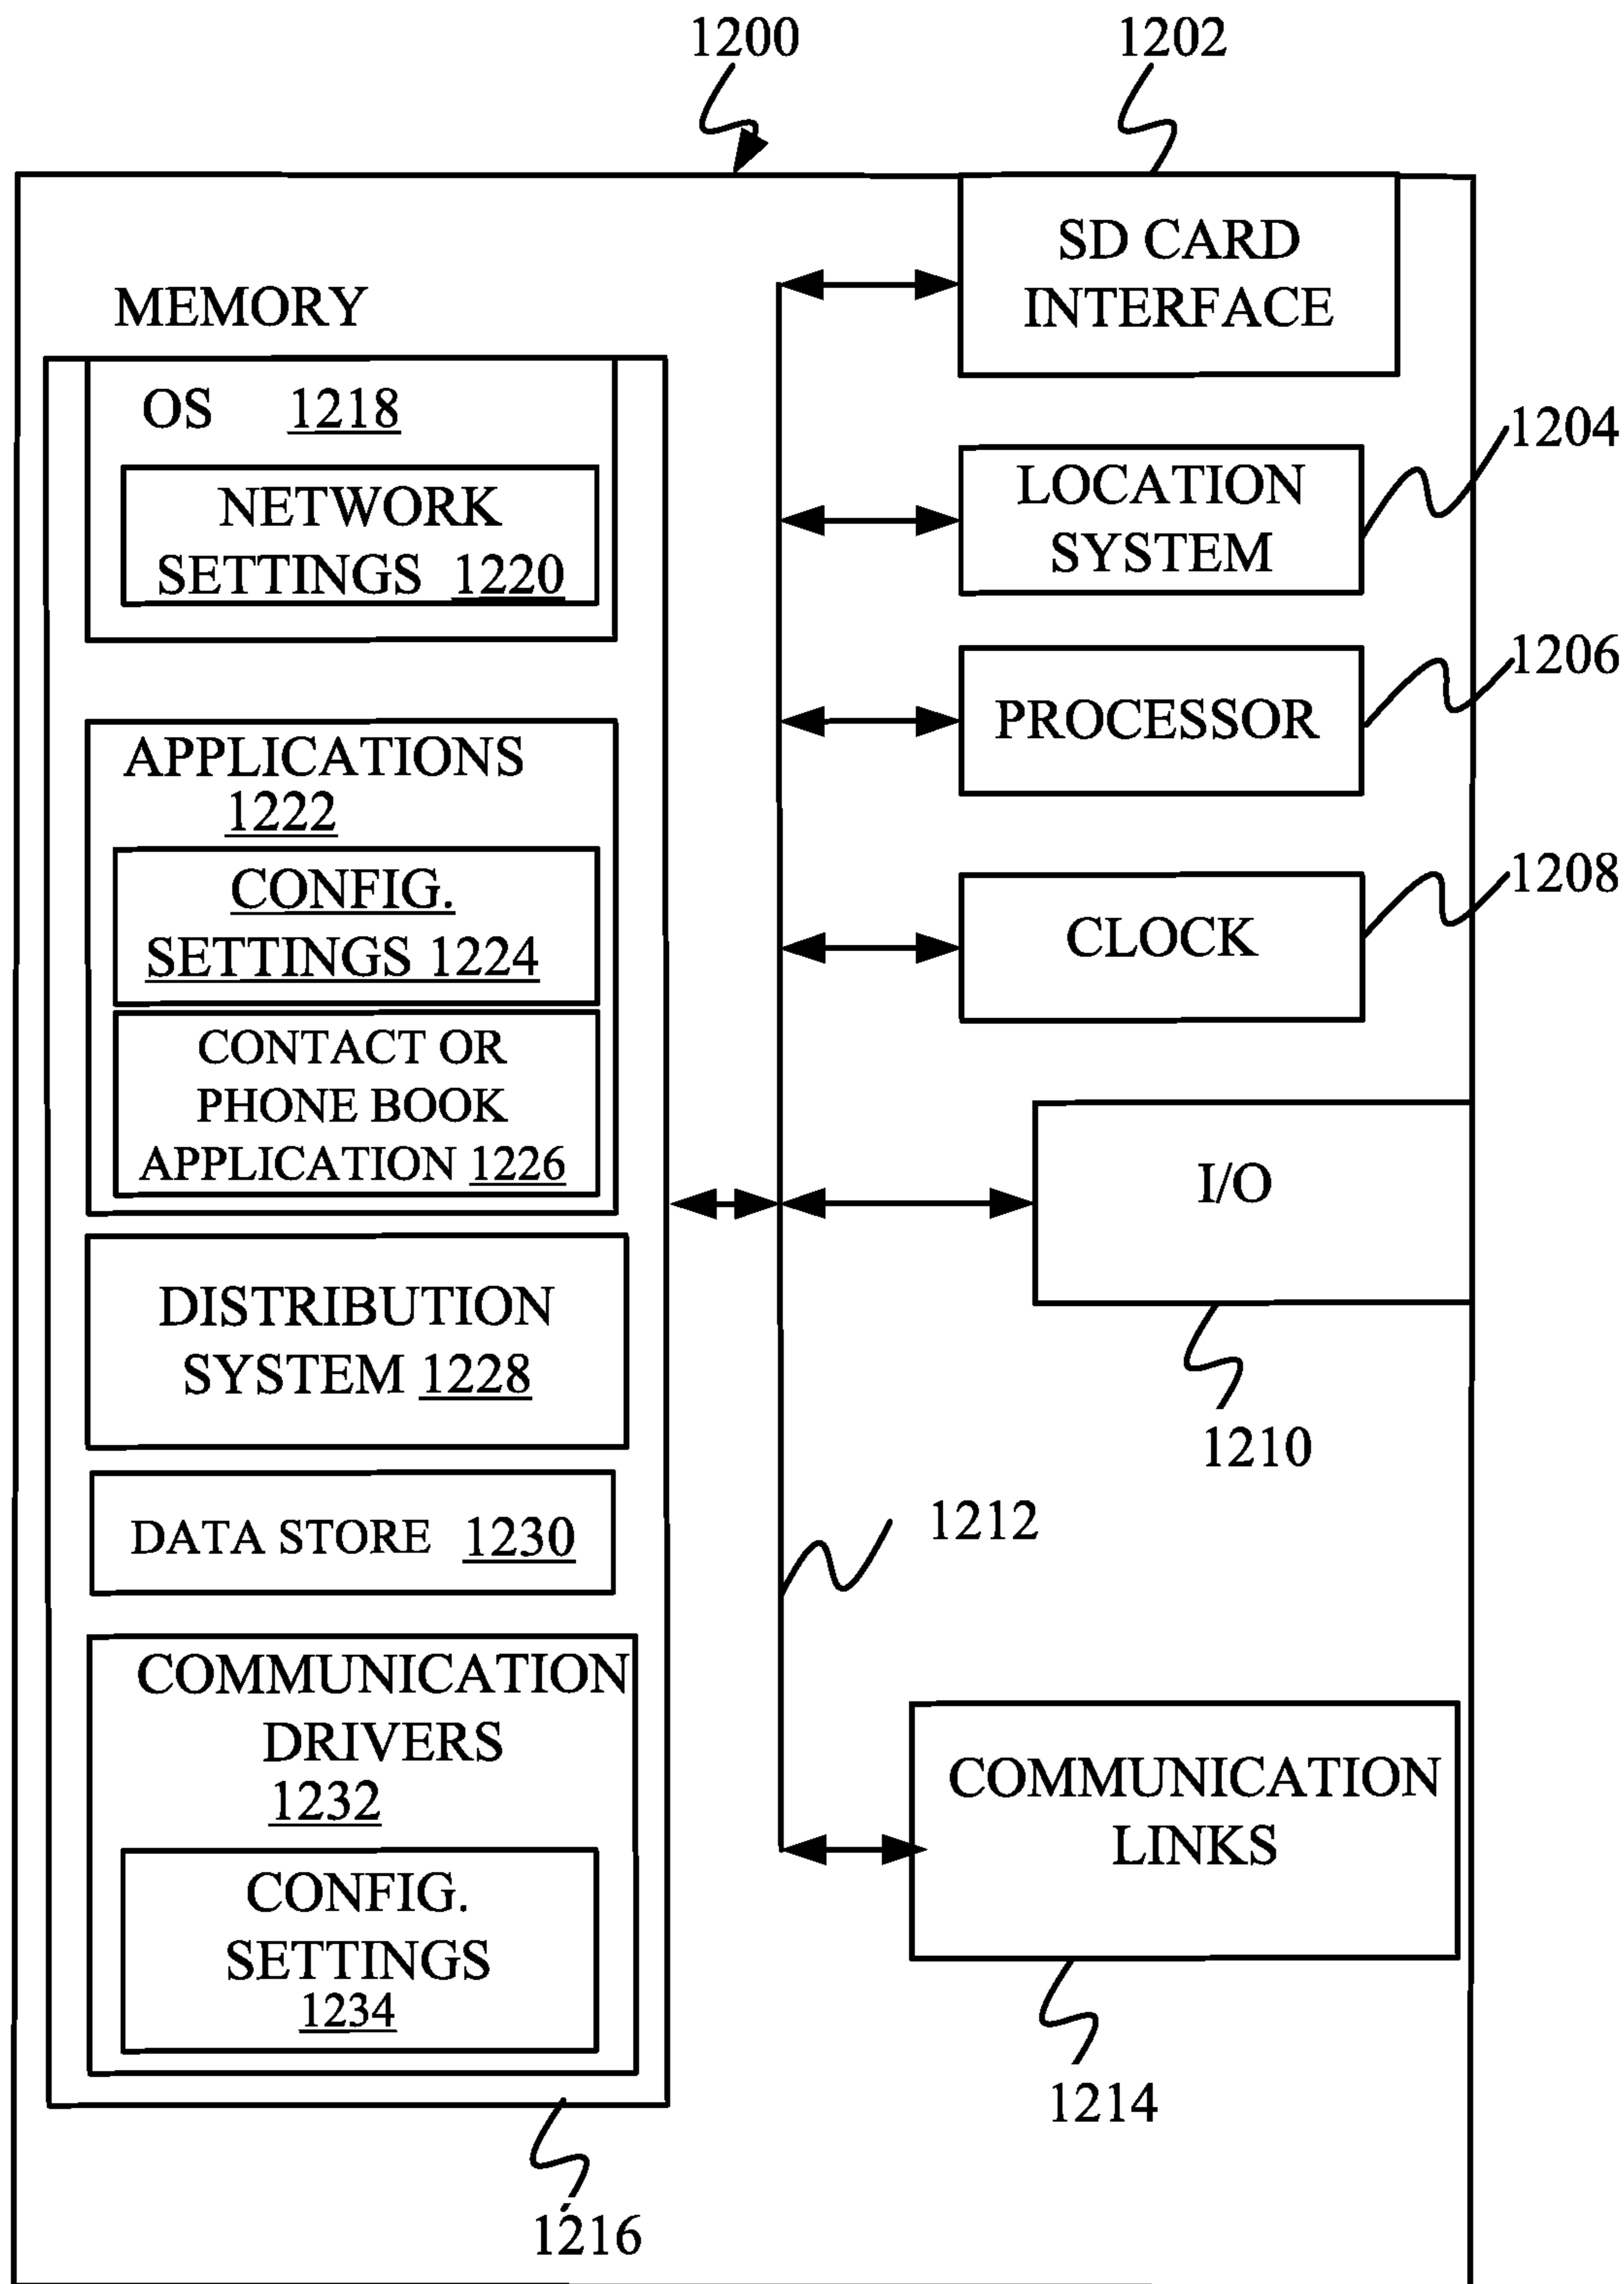 1200
1202
SD CARD
INTERFACE
MEMORY
OS 1218
NETWORK
SETTINGS 1220
1204
LOCATION
SYSTEM
1206
PROCESSOR
APPLICATIONS
1222
CONFIG.
SETTINGS 1224
1208
CLOCK
CONTACT OR
PHONE BOOK
APPLICATION 1226
I/O
DISTRIBUTION
SYSTEM 1228
1210
DATA STORE 1230
1212
COMMUNICATION
DRIVERS
1232
CONFIG.
SETTINGS
1234
COMMUNICATION
LINKS
1214
1216